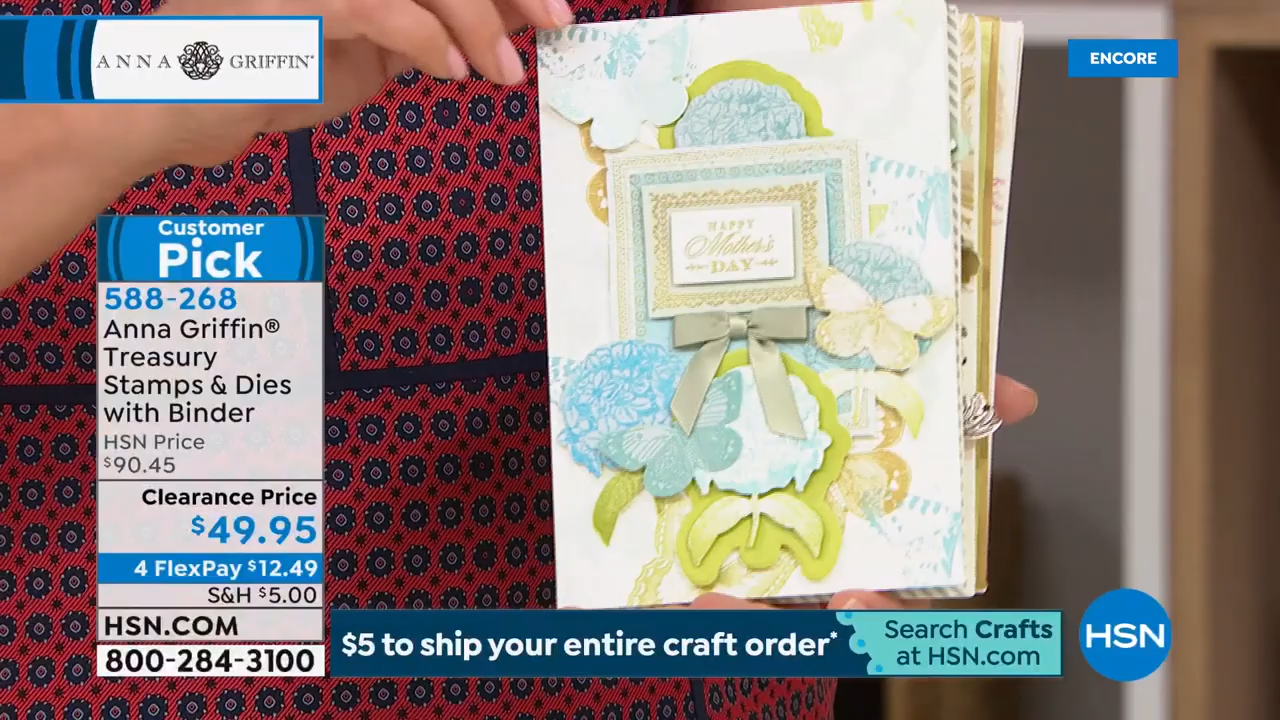 ANNA GRIFFIN®
ENCORE
Customer
Pick
588-268
Anna Griffin®
Treasury
Stamps & Dies
with Binder
HSN Price
$90.45
Clearance Price
$49.95
4 FlexPay $12.49
S&H $5.00
HSN.COM
800-284-3100
HAPPY
Mother's
DAY
$5 to ship your entire craft order*
Search Crafts
at HSN.com
HSN